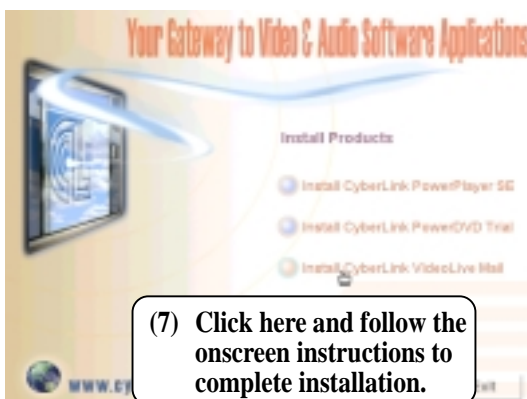 Your Gateway to Video & Audio Software Applications
Install Products
Install CyberLink PowerPlayer SE
Install CyberLink PowerDVD Trial
Install CyberLink VideoLive Mail
(7) Click here and follow the
onscreen instructions to
complete installation.
www.cy
Exit